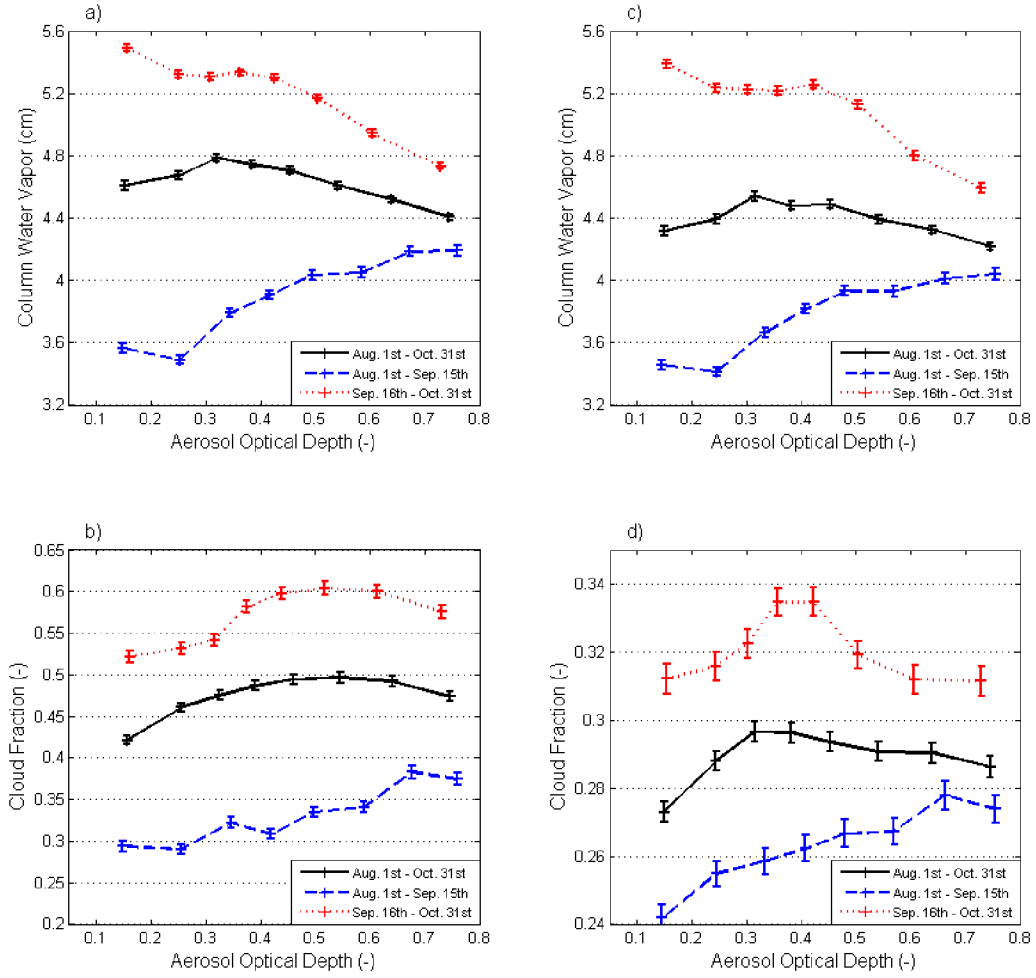 a)
5.6
5.2
4.8
4.4
4
3.6
3.2
Column Water Vapor (cm)
Aug. 1st - Oct. 31st
Aug. 1st - Sep. 15th
Sep. 16th - Oct. 31st
0.1 0.2 0.3 0.4 0.5 0.6 0.7 0.8
Aerosol Optical Depth (-)
c)
5.6
5.2
4.8
4.4
4
3.6
3.2
Column Water Vapor (cm)
Aug. 1st - Oct. 31st
Aug. 1st - Sep. 15th
Sep. 16th - Oct. 31st
0.1 0.2 0.3 0.4 0.5 0.6 0.7 0.8
Aerosol Optical Depth (-)
b)
0.65
0.6
0.55
0.5
0.45
0.4
0.35
0.3
0.25
0.2
Cloud Fraction (-)
Aug. 1st - Oct. 31st
Aug. 1st - Sep. 15th
Sep. 16th - Oct. 31st
0.1 0.2 0.3 0.4 0.5 0.6 0.7 0.8
Aerosol Optical Depth (-)
d)
0.34
0.32
0.3
0.28
0.26
0.24
Cloud Fraction (-)
Aug. 1st - Oct. 31st
Aug. 1st - Sep. 15th
Sep. 16th - Oct. 31st
0.1 0.2 0.3 0.4 0.5 0.6 0.7 0.8
Aerosol Optical Depth (-)